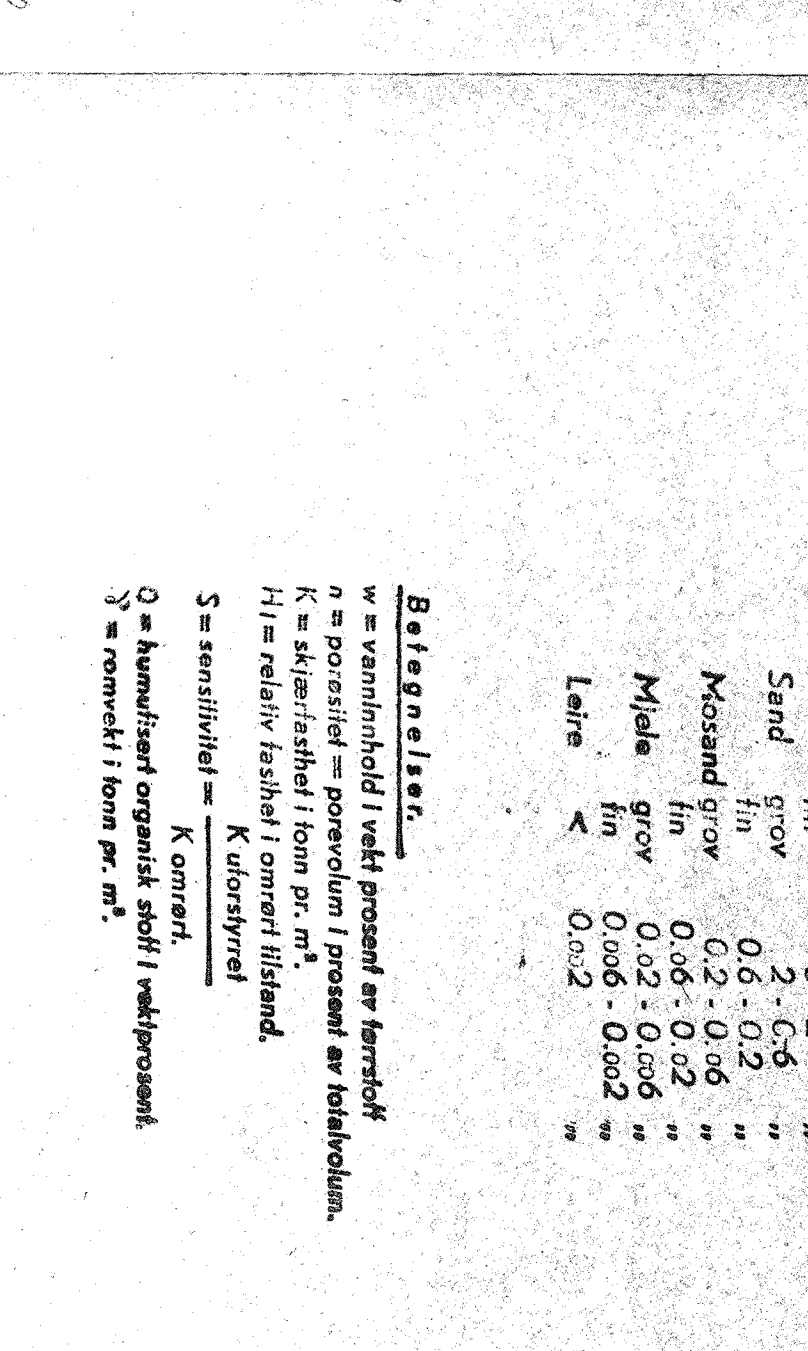 Sand grov 2 - 0.6 "
fin 0.6 - 0.2 "
Mosand grov 0.2 - 0.06 "
fin 0.06 - 0.02 "
Mjele grov 0.02 - 0.006 "
fin 0.006 - 0.002 "
Leire < 0.002 "
Betegnelser.
w = vanninnhold i vekt prosent av tørrstoff
n = porøsitet = porevolum i prosent av totalvolum.
K = skjærfasthet i tonn pr. m².
H₁ = relativ fasthet i omrørt tilstand.
K uforstyrret
S = sensitivitet =
K omrørt.
O = humufisert organisk stoff i vektprosent.
γ = romvekt i tonn pr. m³.